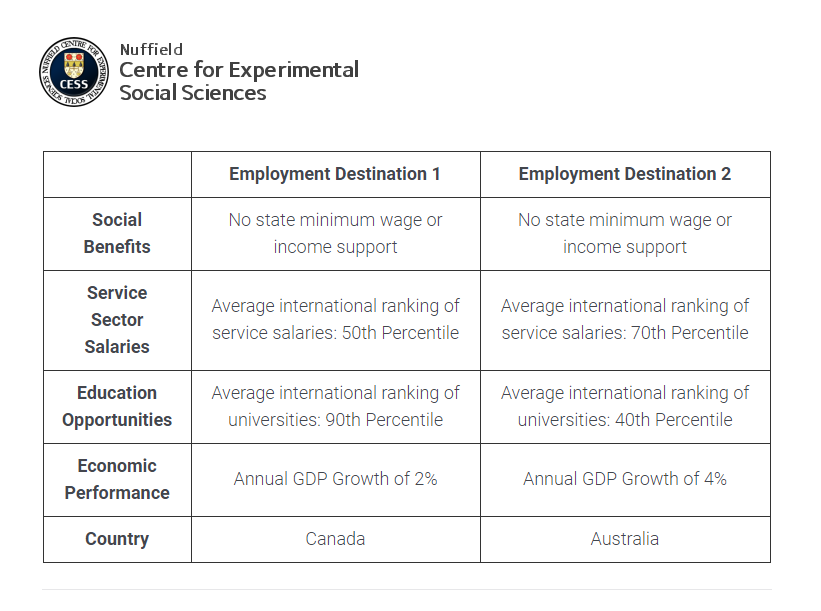 NUFFIELD CENTRE FOR EXPERIMENTAL SOCIAL SCIENCES
CESS
Nuffield
Centre for Experimental
Social Sciences
Employment Destination 1
Employment Destination 2
Social
Benefits
No state minimum wage or
income support
No state minimum wage or
income support
Service
Sector
Salaries
Average international ranking of
service salaries: 50th Percentile
Average international ranking of
service salaries: 70th Percentile
Education
Opportunities
Average international ranking of
universities: 90th Percentile
Average international ranking of
universities: 40th Percentile
Economic
Performance
Annual GDP Growth of 2%
Annual GDP Growth of 4%
Country
Canada
Australia